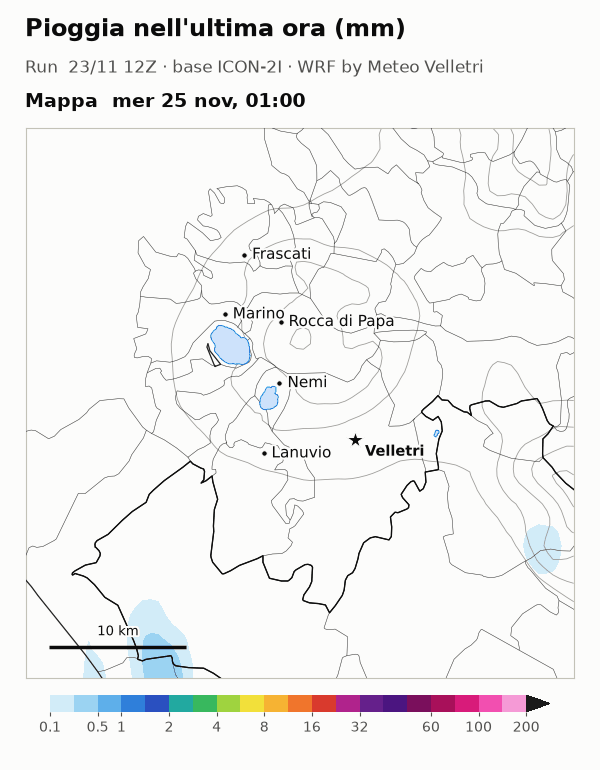 Pioggia nell'ultima ora (mm)
Run  23/11 12Z · base ICON-2I · WRF by Meteo Velletri
Mappa  mer 25 nov, 01:00
Frascati
Marino
Rocca di Papa
Nemi
Velletri
Lanuvio
10 km
0.1 0.5 1 2 4 8 16 32 60 100 200